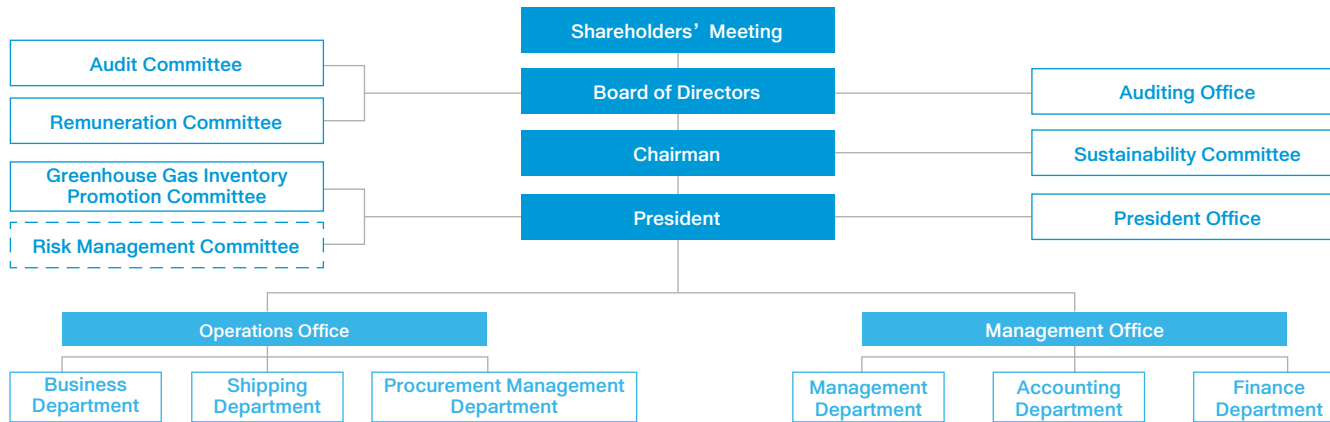 Shareholders’ Meeting
Audit Committee
Board of Directors
Auditing Office
Remuneration Committee
Chairman
Sustainability Committee
Greenhouse Gas Inventory
Promotion Committee
President
President Office
Risk Management Committee
Operations Office
Management Office
Business
Department
Shipping
Department
Procurement Management
Department
Management
Department
Accounting
Department
Finance
Department